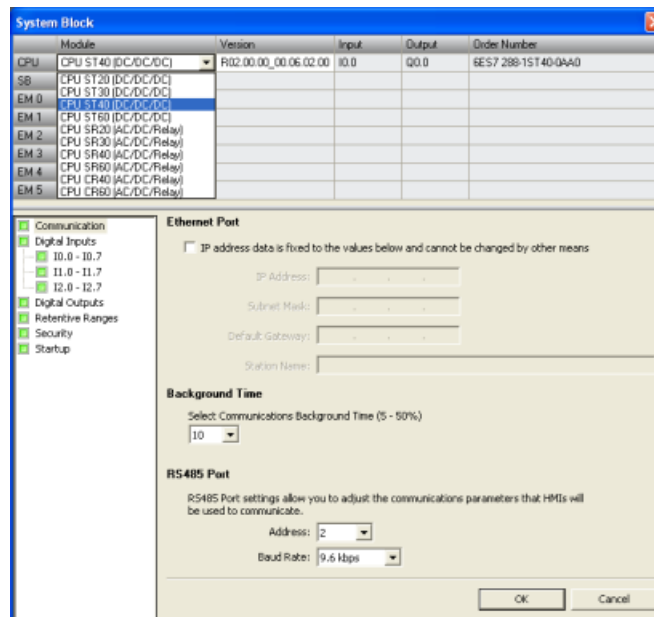 System Block
Module Version Input Output Order Number
CPU CPU ST40 (DC/DC/DC) R02.00.00_00.06.02.00 I0.0 Q0.0 6ES7 288-1ST40-0AA0
SB CPU ST20 (DC/DC/DC)
CPU ST30 (DC/DC/DC)
EM 0 CPU ST40 (DC/DC/DC)
EM 1 CPU ST60 (DC/DC/DC)
CPU SR20 (AC/DC/Relay)
EM 2 CPU SR30 (AC/DC/Relay)
EM 3 CPU SR40 (AC/DC/Relay)
CPU SR60 (AC/DC/Relay)
EM 4 CPU CR40 (AC/DC/Relay)
EM 5 CPU CR60 (AC/DC/Relay)
Communication
Digital Inputs
I0.0 - I0.7
I1.0 - I1.7
I2.0 - I2.7
Digital Outputs
Retentive Ranges
Security
Startup
Ethernet Port
IP address data is fixed to the values below and cannot be changed by other means
IP Address:
Subnet Mask:
Default Gateway:
Station Name:
Background Time
Select Communications Background Time (5 - 50%)
10
RS485 Port
RS485 Port settings allow you to adjust the communications parameters that HMIs will
be used to communicate.
Address: 2
Baud Rate: 9.6 kbps
OK Cancel